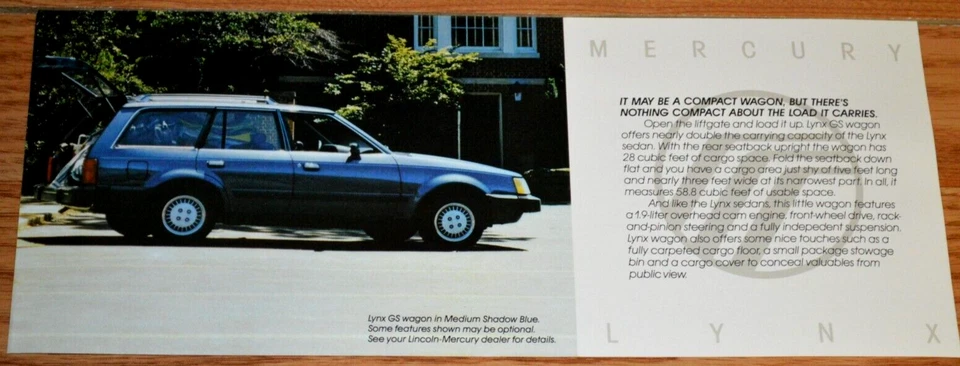 MERCURY
IT MAY BE A COMPACT WAGON, BUT THERE'S
NOTHING COMPACT ABOUT THE LOAD IT CARRIES.
Open the liftgate and load it up. Lynx GS wagon
offers nearly double the carrying capacity of the Lynx
sedan. With the rear seatback upright the wagon has
28 cubic feet of cargo space. Fold the seatback down
flat and you have a cargo area just shy of five feet long
and nearly three feet wide at its narrowest part. In all, it
measures 58.8 cubic feet of usable space.
And like the Lynx sedans, this little wagon features
a 1.9-liter overhead cam engine, front-wheel drive, rack-
and-pinion steering and a fully indepedent suspension.
Lynx wagon also offers some nice touches such as a
fully carpeted cargo floor, a small package stowage
bin and a cargo cover to conceal valuables from
public view.
Lynx GS wagon in Medium Shadow Blue.
Some features shown may be optional.
See your Lincoln-Mercury dealer for details.
LYNX